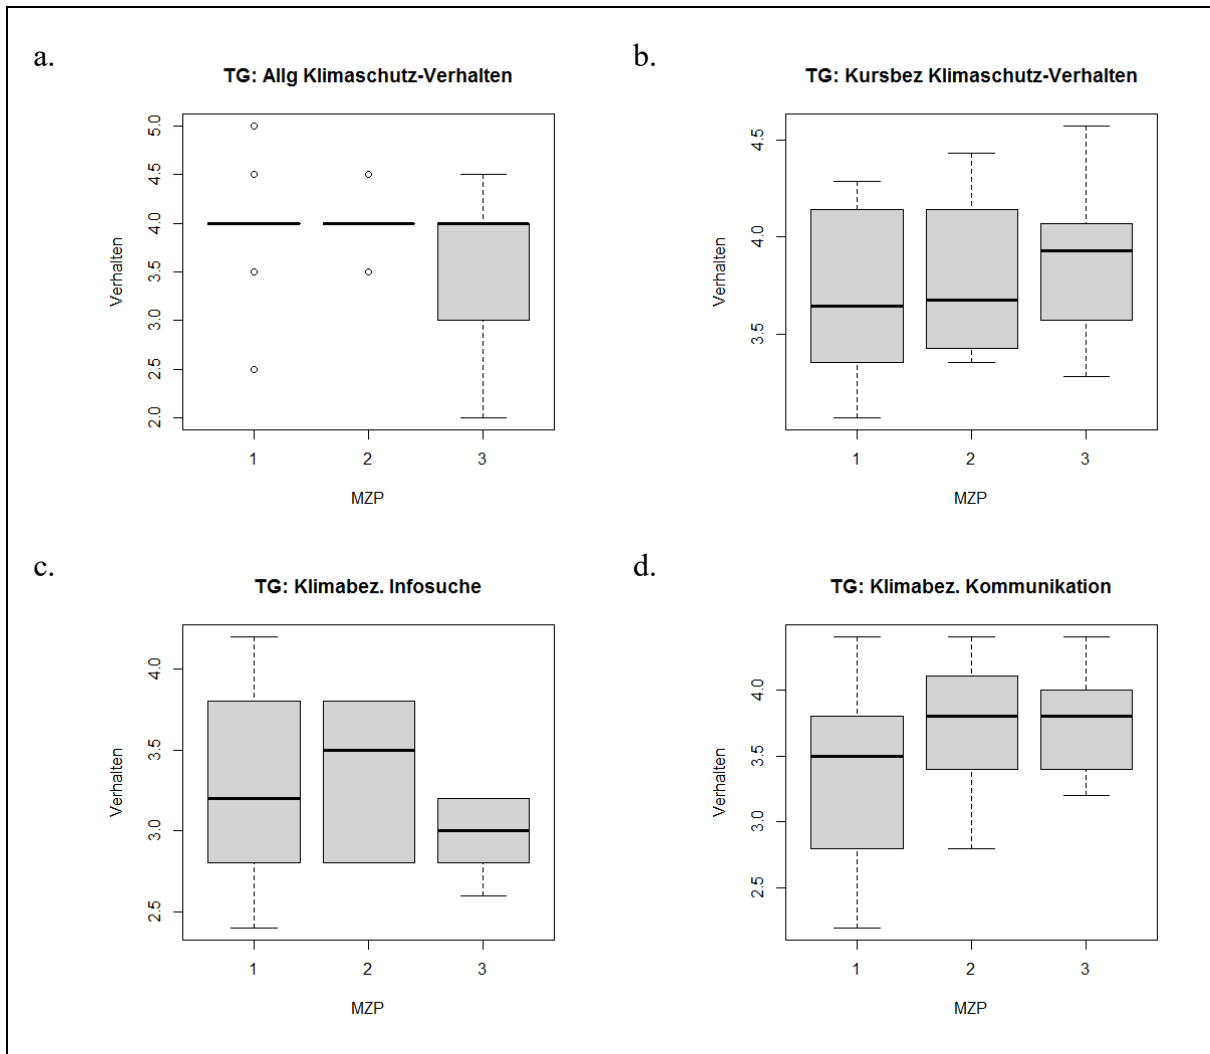 a.
TG: Allg Klimaschutz-Verhalten
Verhalten
5.0
4.5
4.0
3.5
3.0
2.5
2.0
1 2 3
MZP
b.
TG: Kursbez Klimaschutz-Verhalten
Verhalten
4.5
4.0
3.5
1 2 3
MZP
c.
TG: Klimabez. Infosuche
Verhalten
4.0
3.5
3.0
2.5
1 2 3
MZP
d.
TG: Klimabez. Kommunikation
Verhalten
4.0
3.5
3.0
2.5
1 2 3
MZP